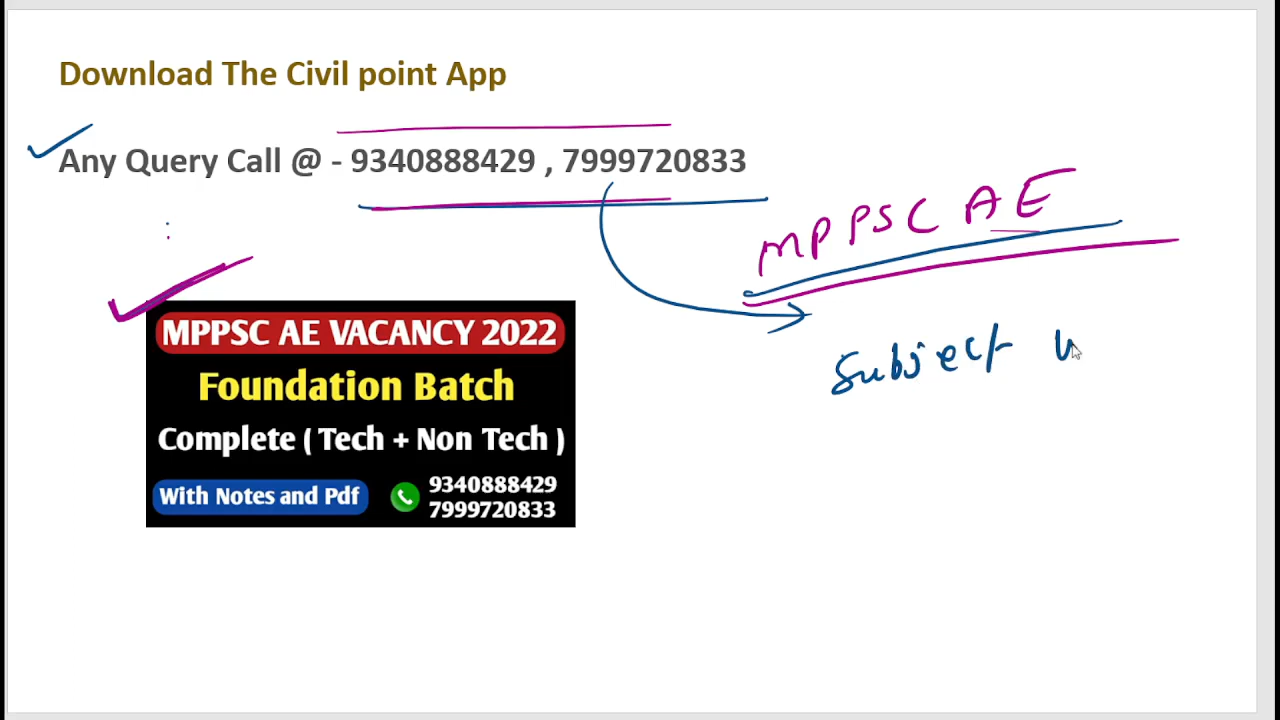 Download The Civil point App
Any Query Call @ - 9340888429 , 7999720833
MPPSC AE
Subject
MPPSC AE VACANCY 2022
Foundation Batch
Complete ( Tech + Non Tech )
With Notes and Pdf
9340888429
7999720833